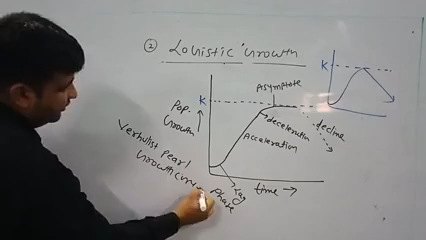 ② Logistic Growth
K
Asymptote
K
Pop.
Growth
deceleration
Acceleration
decline
Verhulst Pearl
Growth Curve
Lag
Phase
time →